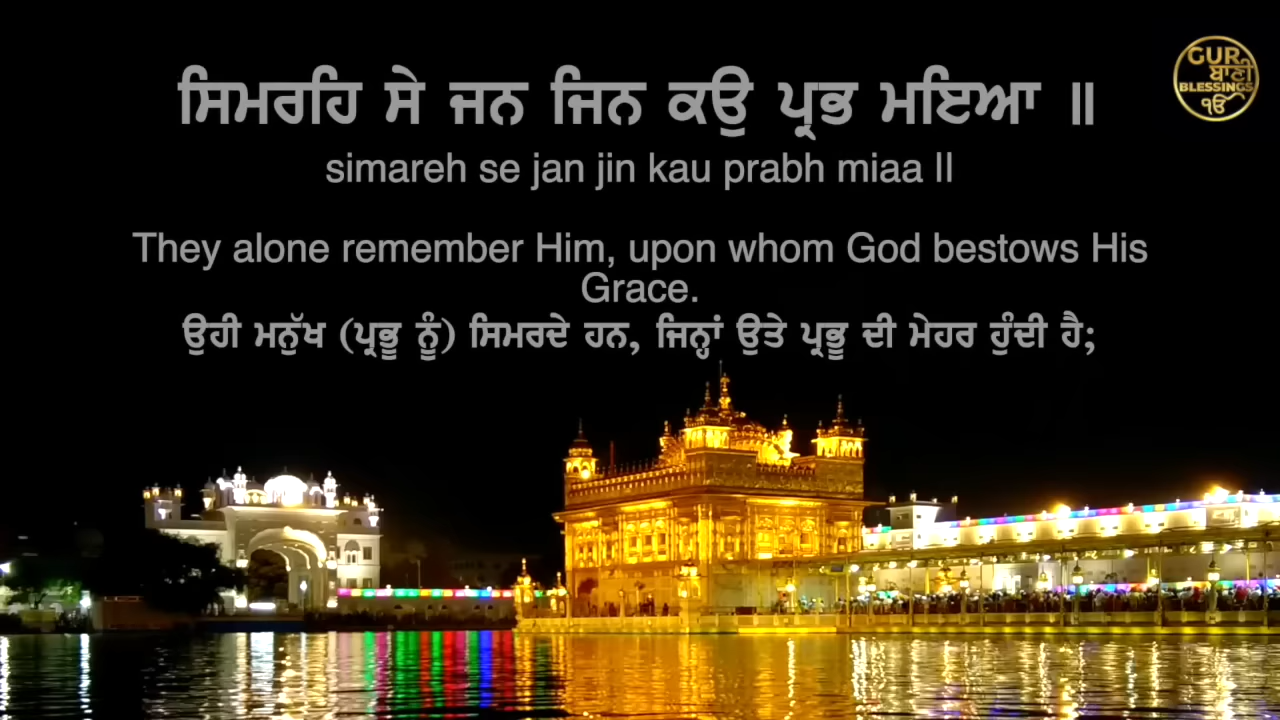 ਸਿਮਰਹਿ ਸੇ ਜਨ ਜਿਨ ਕਉ ਪ੍ਰਭ ਮਇਆ ॥
simareh se jan jin kau prabh miaa ll
They alone remember Him, upon whom God bestows His
Grace.
ਉਹੀ ਮਨੁੱਖ (ਪ੍ਰਭੂ ਨੂੰ) ਸਿਮਰਦੇ ਹਨ, ਜਿਨ੍ਹਾਂ ਉਤੇ ਪ੍ਰਭੂ ਦੀ ਮੇਹਰ ਹੁੰਦੀ ਹੈ;
GUR
ਬਾਣੀ
BLESSINGS
ੴ